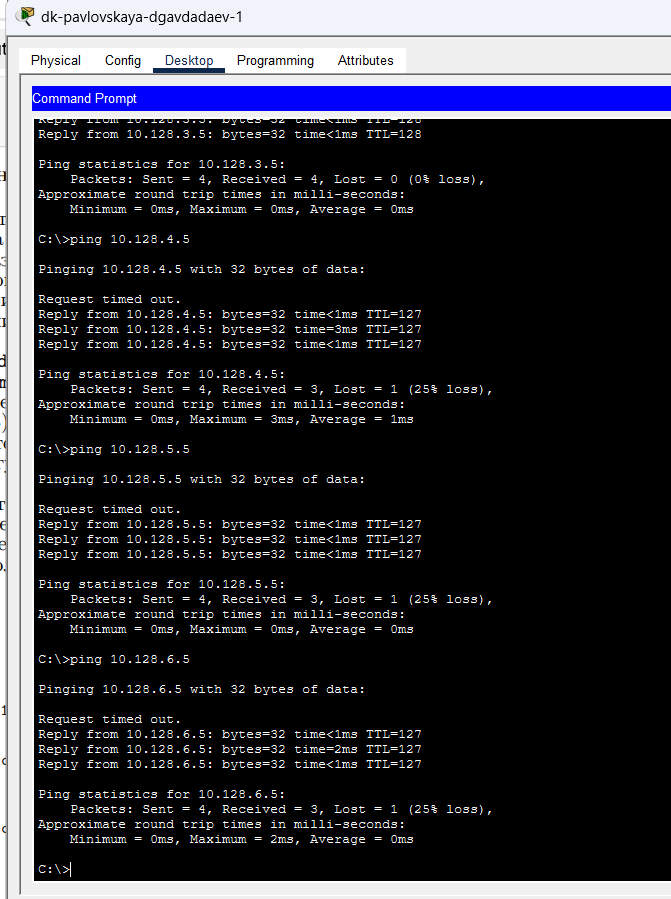 dk-pavlovskaya-dgavdadaev-1
Physical Config Desktop Programming Attributes
Command Prompt
Reply from 10.128.3.5: bytes=32 time<1ms TTL=128
Reply from 10.128.3.5: bytes=32 time<1ms TTL=128
Ping statistics for 10.128.3.5:
Packets: Sent = 4, Received = 4, Lost = 0 (0% loss),
Approximate round trip times in milli-seconds:
Minimum = 0ms, Maximum = 0ms, Average = 0ms
C:\>ping 10.128.4.5
Pinging 10.128.4.5 with 32 bytes of data:
Request timed out.
Reply from 10.128.4.5: bytes=32 time<1ms TTL=127
Reply from 10.128.4.5: bytes=32 time=3ms TTL=127
Reply from 10.128.4.5: bytes=32 time<1ms TTL=127
Ping statistics for 10.128.4.5:
Packets: Sent = 4, Received = 3, Lost = 1 (25% loss),
Approximate round trip times in milli-seconds:
Minimum = 0ms, Maximum = 3ms, Average = 1ms
C:\>ping 10.128.5.5
Pinging 10.128.5.5 with 32 bytes of data:
Request timed out.
Reply from 10.128.5.5: bytes=32 time<1ms TTL=127
Reply from 10.128.5.5: bytes=32 time<1ms TTL=127
Reply from 10.128.5.5: bytes=32 time<1ms TTL=127
Ping statistics for 10.128.5.5:
Packets: Sent = 4, Received = 3, Lost = 1 (25% loss),
Approximate round trip times in milli-seconds:
Minimum = 0ms, Maximum = 0ms, Average = 0ms
C:\>ping 10.128.6.5
Pinging 10.128.6.5 with 32 bytes of data:
Request timed out.
Reply from 10.128.6.5: bytes=32 time<1ms TTL=127
Reply from 10.128.6.5: bytes=32 time=2ms TTL=127
Reply from 10.128.6.5: bytes=32 time<1ms TTL=127
Ping statistics for 10.128.6.5:
Packets: Sent = 4, Received = 3, Lost = 1 (25% loss),
Approximate round trip times in milli-seconds:
Minimum = 0ms, Maximum = 2ms, Average = 0ms
C:\>